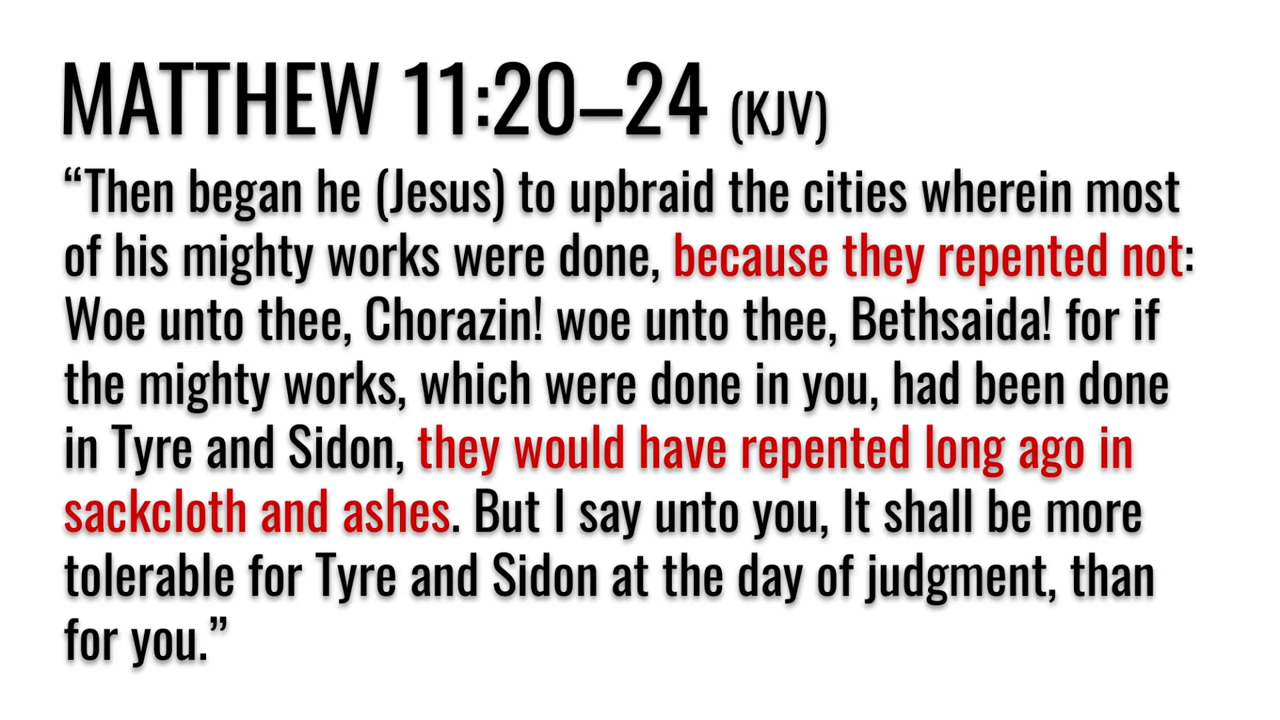 MATTHEW 11:20–24 (KJV)
“Then began he (Jesus) to upbraid the cities wherein most
of his mighty works were done, because they repented not:
Woe unto thee, Chorazin! woe unto thee, Bethsaida! for if
the mighty works, which were done in you, had been done
in Tyre and Sidon, they would have repented long ago in
sackcloth and ashes. But I say unto you, It shall be more
tolerable for Tyre and Sidon at the day of judgment, than
for you.”